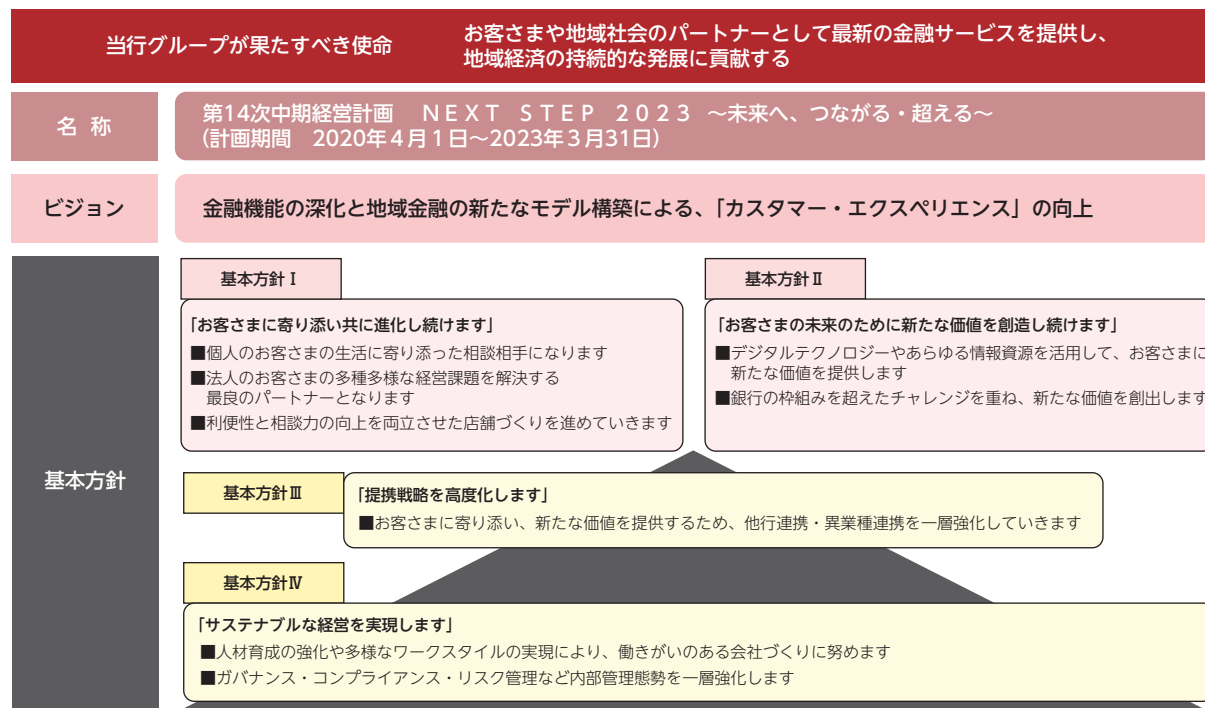 当行グループが果たすべき使命
お客さまや地域社会のパートナーとして最新の金融サービスを提供し、
地域経済の持続的な発展に貢献する
名 称
第14次中期経営計画 ＮＥＸＴ ＳＴＥＰ ２０２３ ～未来へ、つながる・超える～
(計画期間 2020年４月１日～2023年３月31日)
ビジョン
金融機能の深化と地域金融の新たなモデル構築による、「カスタマー・エクスペリエンス」の向上
基本方針
基本方針Ⅰ
「お客さまに寄り添い共に進化し続けます」
■個人のお客さまの生活に寄り添った相談相手になります
■法人のお客さまの多種多様な経営課題を解決する
最良のパートナーとなります
■利便性と相談力の向上を両立させた店舗づくりを進めていきます
基本方針Ⅱ
「お客さまの未来のために新たな価値を創造し続けます」
■デジタルテクノロジーやあらゆる情報資源を活用して、お客さまに
新たな価値を提供します
■銀行の枠組みを超えたチャレンジを重ね、新たな価値を創出します
基本方針Ⅲ
「提携戦略を高度化します」
■お客さまに寄り添い、新たな価値を提供するため、他行連携・異業種連携を一層強化していきます
基本方針Ⅳ
「サステナブルな経営を実現します」
■人材育成の強化や多様なワークスタイルの実現により、働きがいのある会社づくりに努めます
■ガバナンス・コンプライアンス・リスク管理など内部管理態勢を一層強化します